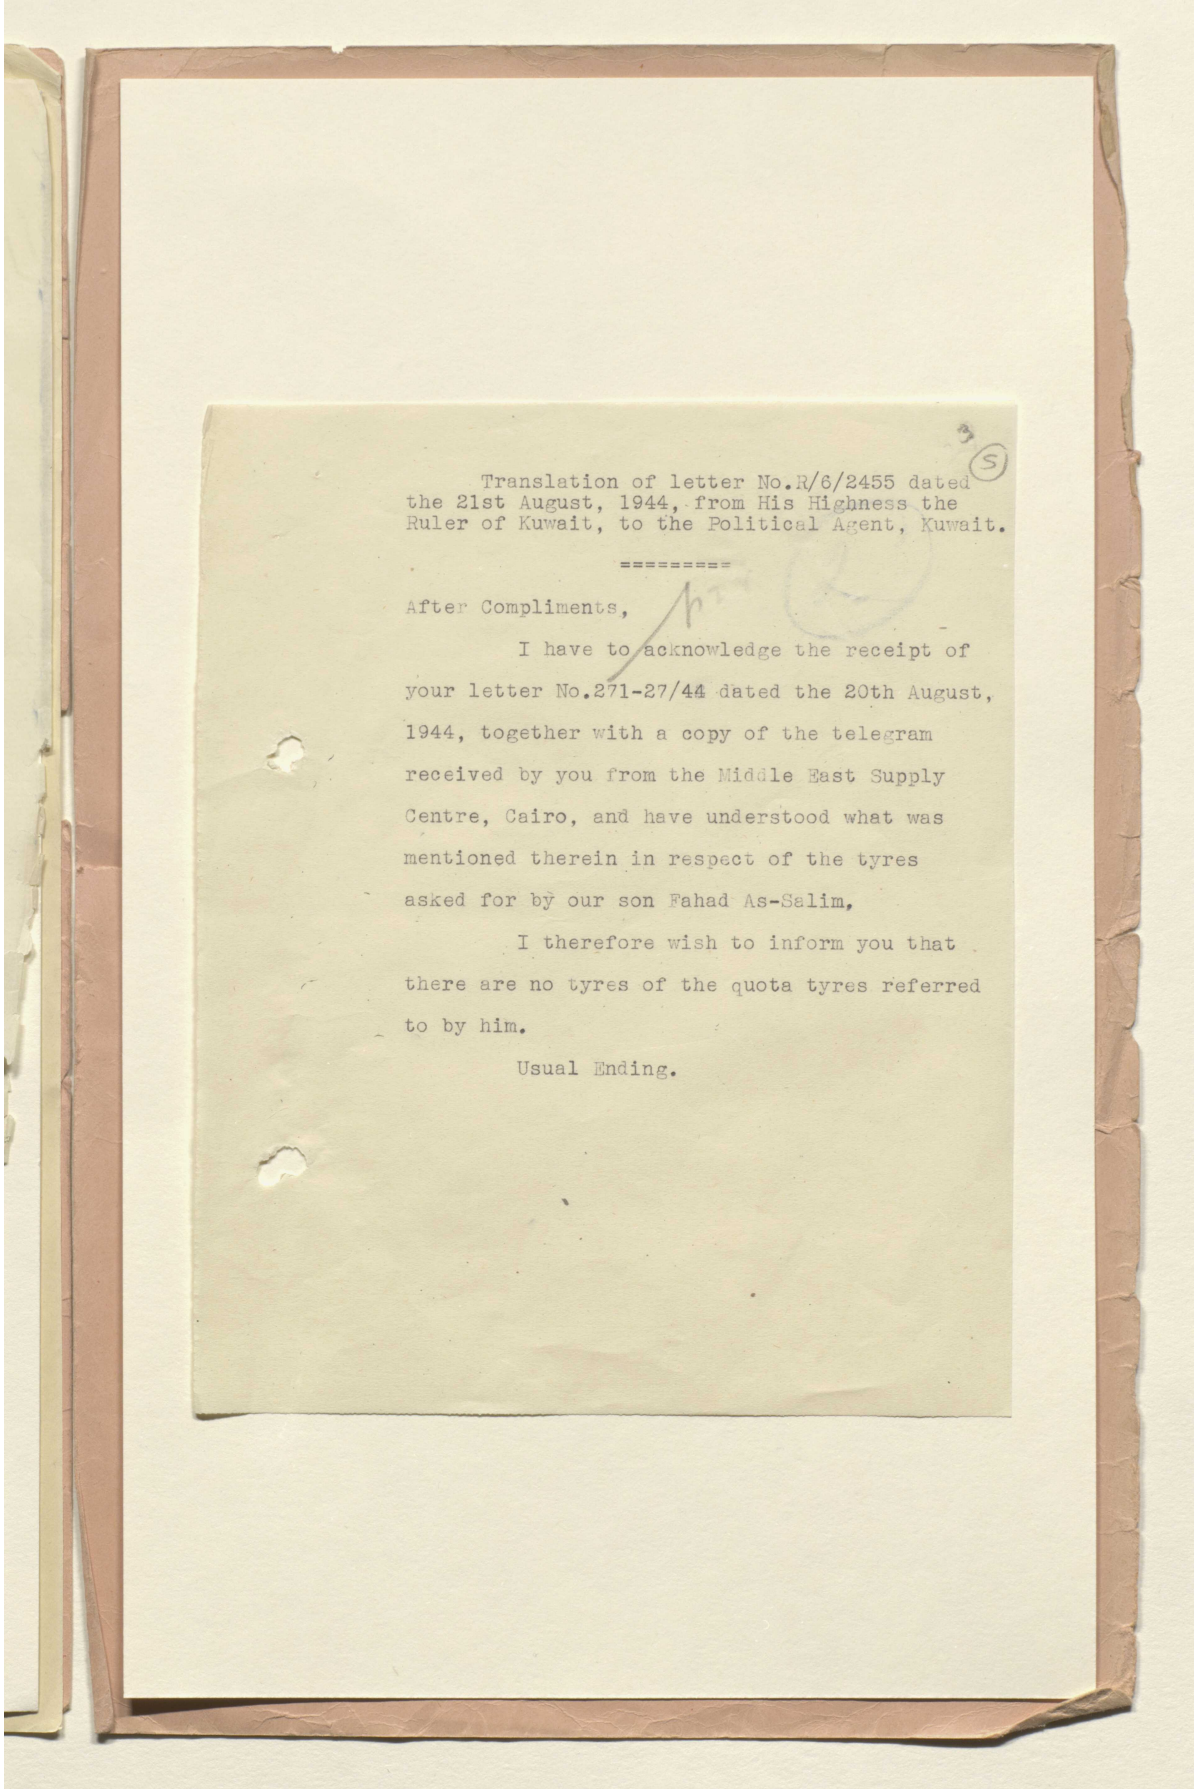 3
5
Translation of letter No.R/6/2455 dated
the 21st August, 1944, from His Highness the
Ruler of Kuwait, to the Political Agent, Kuwait.
=========
After Compliments,
I have to acknowledge the receipt of
your letter No.271-27/44 dated the 20th August,
1944, together with a copy of the telegram
received by you from the Middle East Supply
Centre, Cairo, and have understood what was
mentioned therein in respect of the tyres
asked for by our son Fahad As-Salim.
I therefore wish to inform you that
there are no tyres of the quota tyres referred
to by him.
Usual Ending.